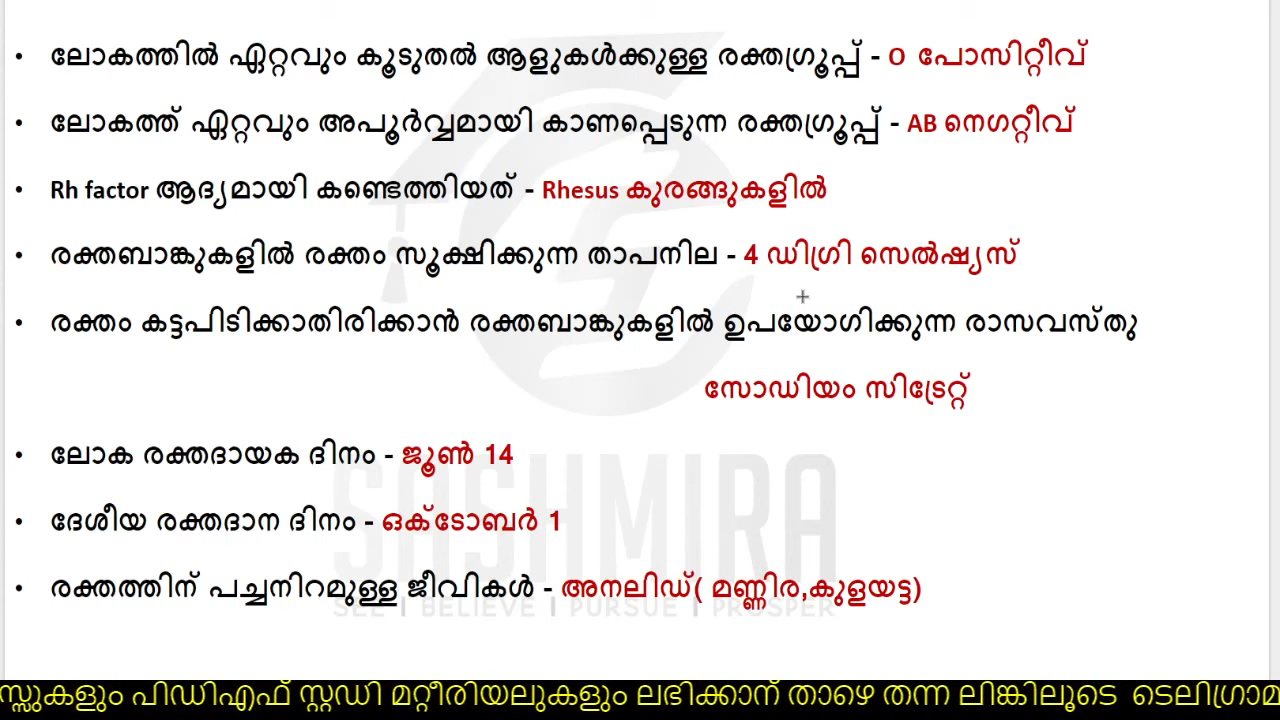 • ലോകത്തിൽ ഏറ്റവും കൂടുതൽ ആളുകൾക്കുള്ള രക്തഗ്രൂപ്പ് - O പോസിറ്റീവ്
• ലോകത്ത് ഏറ്റവും അപൂർവ്വമായി കാണപ്പെടുന്ന രക്തഗ്രൂപ്പ് - AB നെഗറ്റീവ്
• Rh factor ആദ്യമായി കണ്ടെത്തിയത് - Rhesus കുരങ്ങുകളിൽ
• രക്തബാങ്കുകളിൽ രക്തം സൂക്ഷിക്കുന്ന താപനില - 4 ഡിഗ്രി സെൽഷ്യസ്
• രക്തം കട്ടപിടിക്കാതിരിക്കാൻ രക്തബാങ്കുകളിൽ ഉപയോഗിക്കുന്ന രാസവസ്തു
സോഡിയം സിട്രേറ്റ്
• ലോക രക്തദായക ദിനം - ജൂൺ 14
• ദേശീയ രക്തദാന ദിനം - ഒക്ടോബർ 1
• രക്തത്തിന് പച്ചനിറമുള്ള ജീവികൾ - അനലിഡ്( മണ്ണിര,കുളയട്ട)
SASHMIRA
SEE | BELIEVE | PURSUE | PROSPER
സ്സുകളും പിഡിഎഫ് സ്റ്റഡി മറ്റീരിയലുകളും ലഭിക്കാന് താഴെ തന്ന ലിങ്കിലൂടെ ടെലിഗ്രാമ